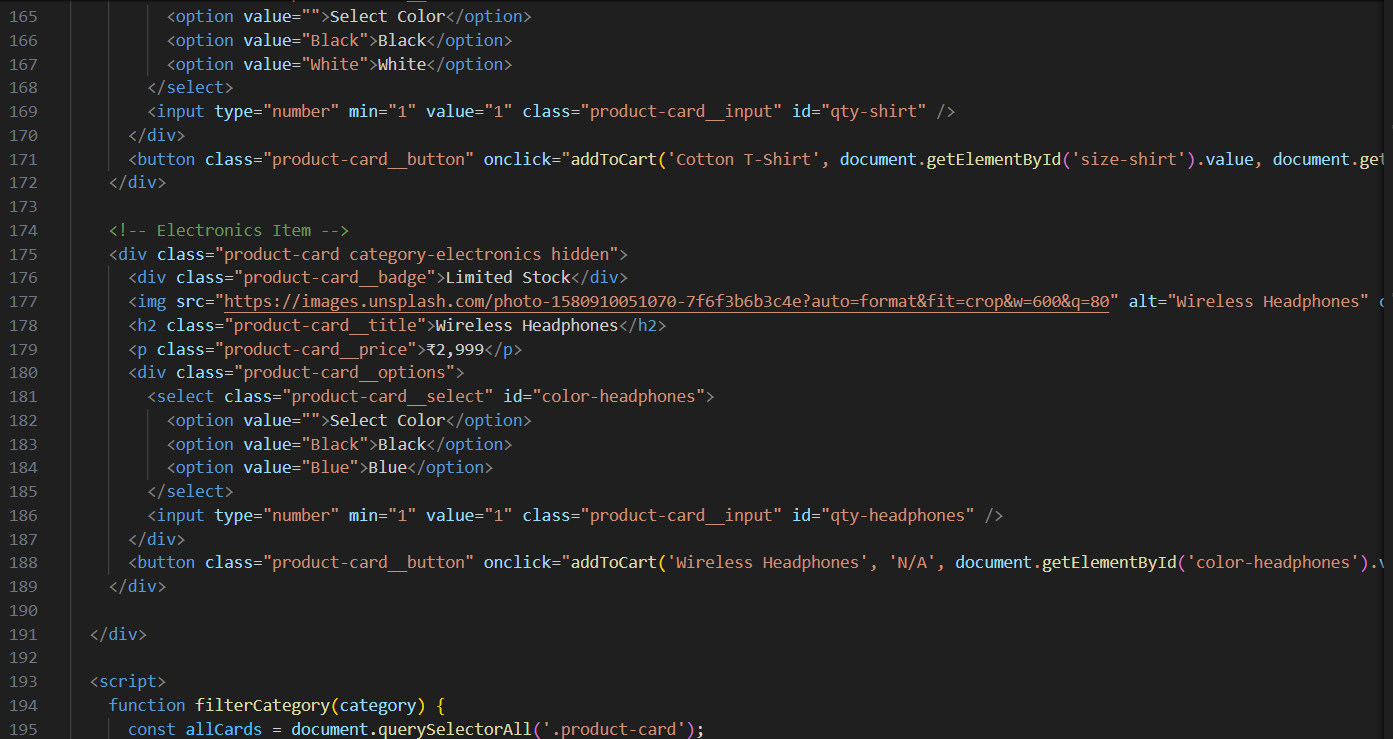 165 <option value="">Select Color</option>
166 <option value="Black">Black</option>
167 <option value="White">White</option>
168 </select>
169 <input type="number" min="1" value="1" class="product-card__input" id="qty-shirt" />
170 </div>
171 <button class="product-card__button" onclick="addToCart('Cotton T-Shirt', document.getElementById('size-shirt').value, document.get
172 </div>
173
174 <!-- Electronics Item -->
175 <div class="product-card category-electronics hidden">
176 <div class="product-card__badge">Limited Stock</div>
177 <img src="https://images.unsplash.com/photo-1580910051070-7f6f3b6b3c4e?auto=format&fit=crop&w=600&q=80" alt="Wireless Headphones" c
178 <h2 class="product-card__title">Wireless Headphones</h2>
179 <p class="product-card__price">₹2,999</p>
180 <div class="product-card__options">
181 <select class="product-card__select" id="color-headphones">
182 <option value="">Select Color</option>
183 <option value="Black">Black</option>
184 <option value="Blue">Blue</option>
185 </select>
186 <input type="number" min="1" value="1" class="product-card__input" id="qty-headphones" />
187 </div>
188 <button class="product-card__button" onclick="addToCart('Wireless Headphones', 'N/A', document.getElementById('color-headphones').v
189 </div>
190
191 </div>
192
193 <script>
194 function filterCategory(category) {
195 const allCards = document.querySelectorAll('.product-card');